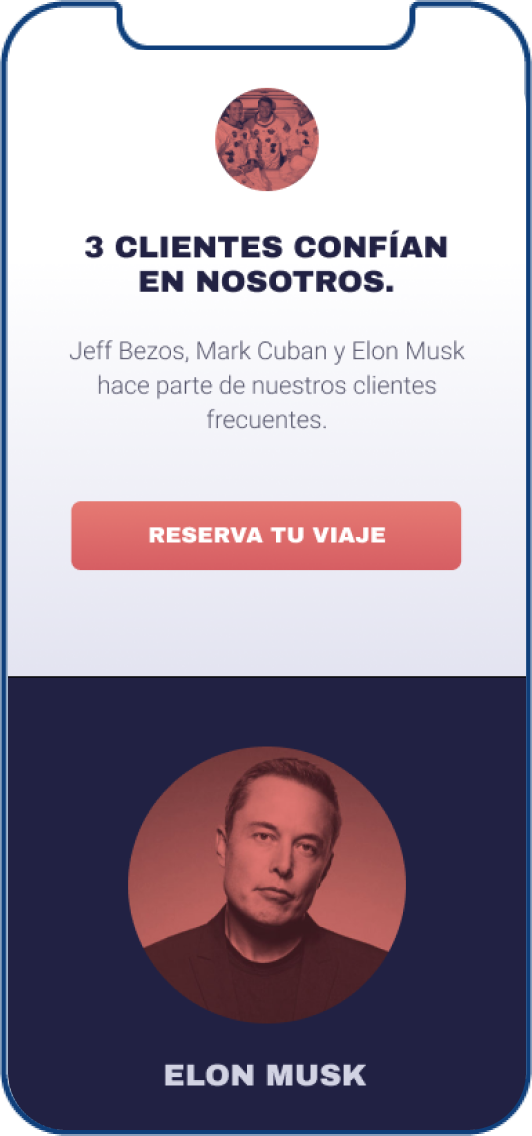 3 CLIENTES CONFÍAN
EN NOSOTROS.
Jeff Bezos, Mark Cuban y Elon Musk
hace parte de nuestros clientes
frecuentes.
RESERVA TU VIAJE
ELON MUSK